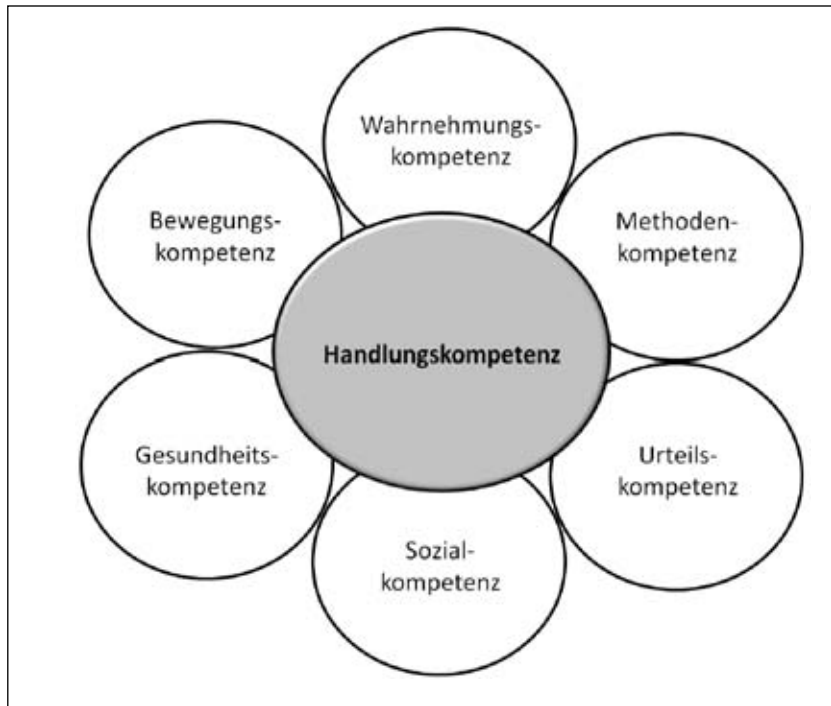 Wahrnehmungs-
kompetenz
Bewegungs-
kompetenz
Methoden-
kompetenz
Handlungskompetenz
Gesundheits-
kompetenz
Urteils-
kompetenz
Sozial-
kompetenz